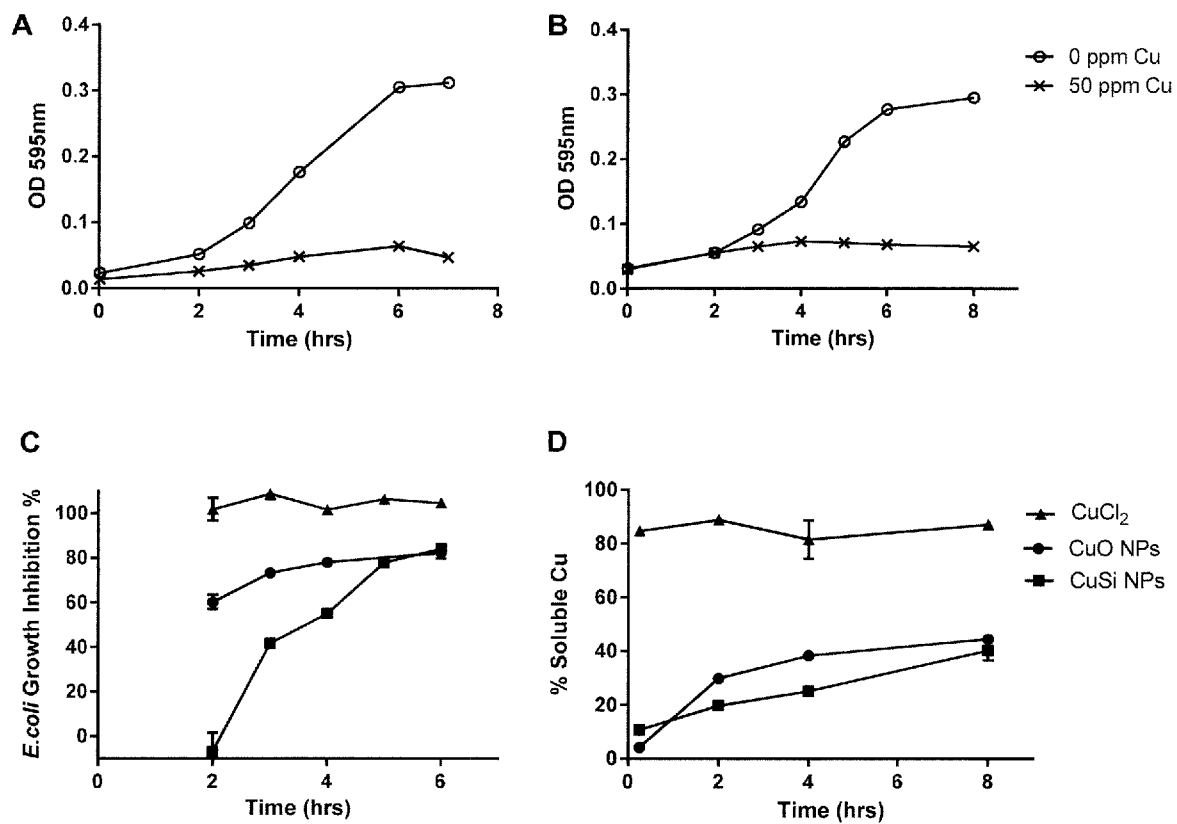 A
0.4
0.3
0.2
0.1
0.0
OD 595nm
0 2 4 6 8
Time (hrs)
B
0.4
0.3
0.2
0.1
0.0
OD 595nm
0 2 4 6 8
Time (hrs)
0 ppm Cu
50 ppm Cu
C
100
80
60
40
20
0
E.coli Growth Inhibition %
0 2 4 6
Time (hrs)
D
100
80
60
40
20
0
% Soluble Cu
0 2 4 6 8
Time (hrs)
CuCl₂
CuO NPs
CuSi NPs